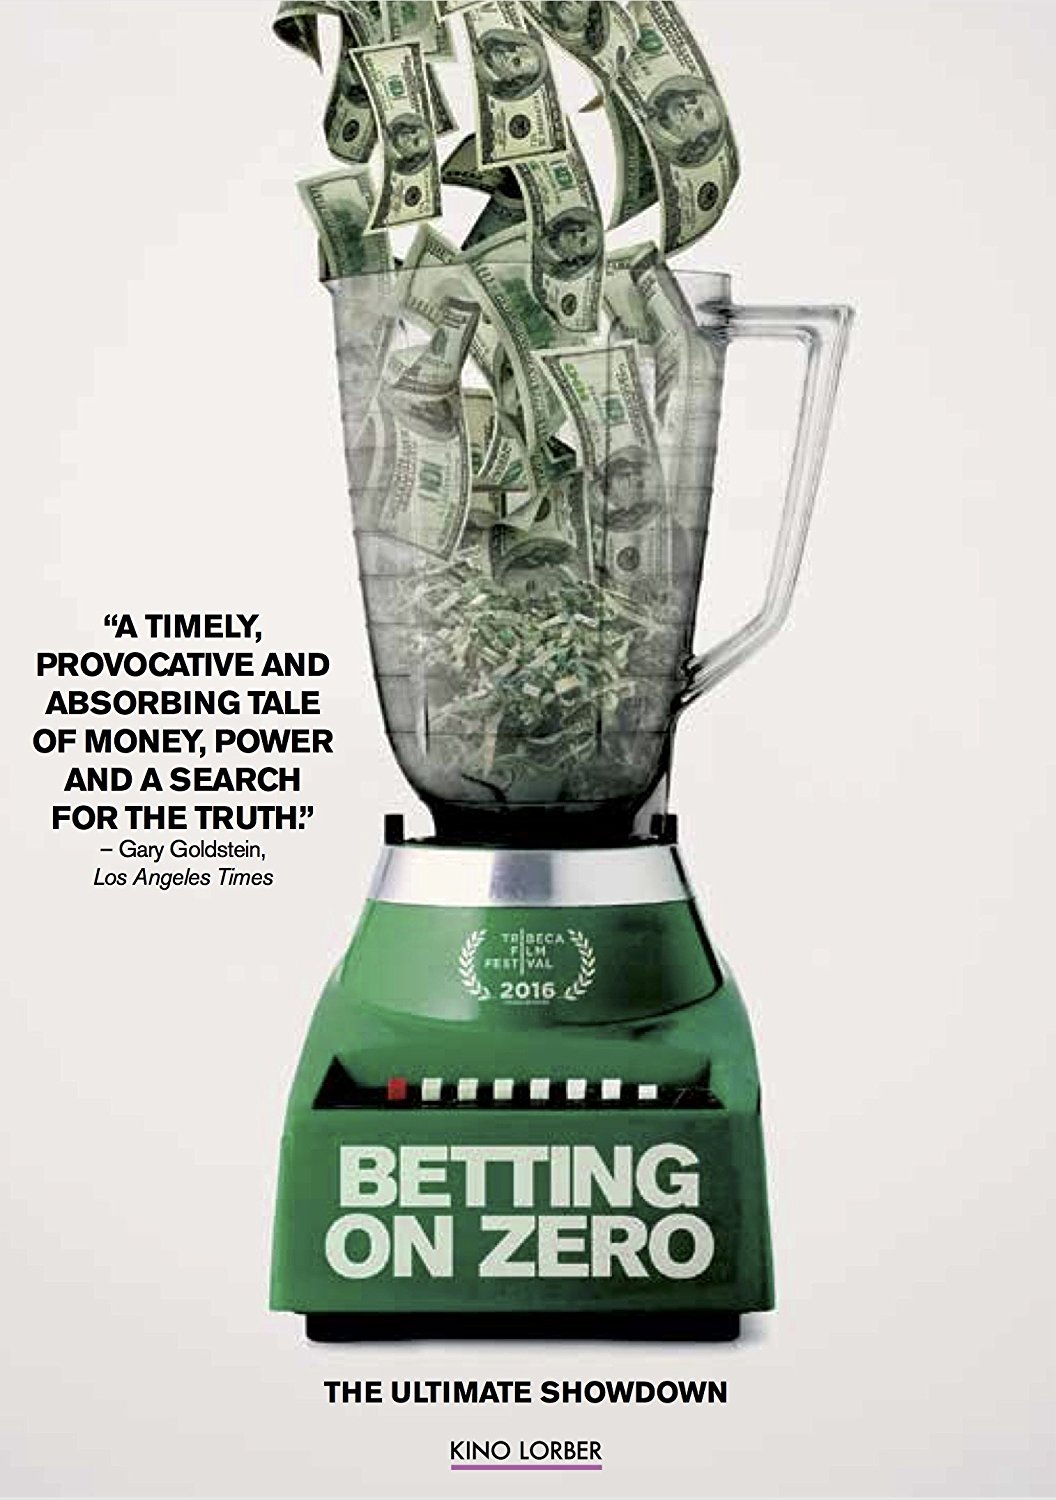 “A TIMELY,
PROVOCATIVE AND
ABSORBING TALE
OF MONEY, POWER
AND A SEARCH
FOR THE TRUTH.”
– Gary Goldstein,
Los Angeles Times
TRIBECA
FILM
FESTIVAL
2016
BETTING
ON ZERO
THE ULTIMATE SHOWDOWN
KINO LORBER